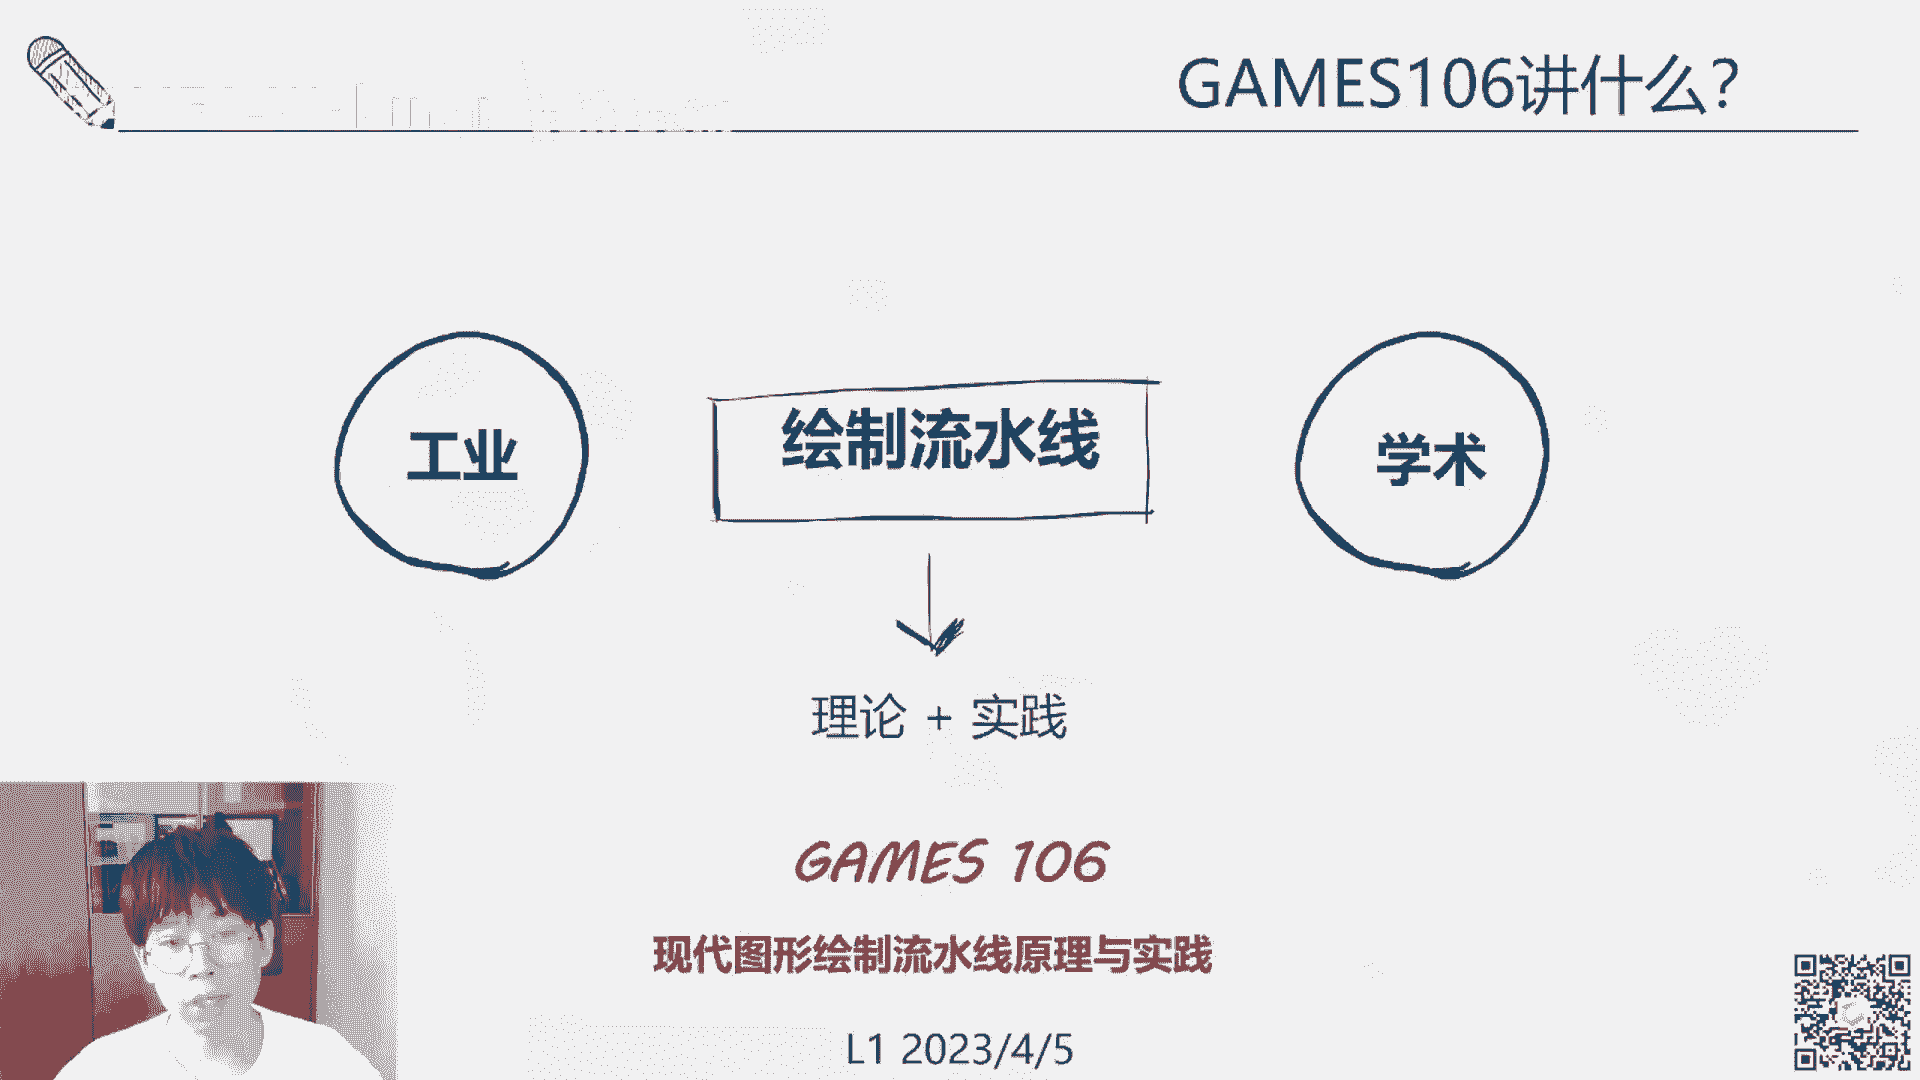 GAMES106讲什么?
工业
绘制流水线
学术
理论 + 实践
GAMES 106
现代图形绘制流水线原理与实践
L1 2023/4/5